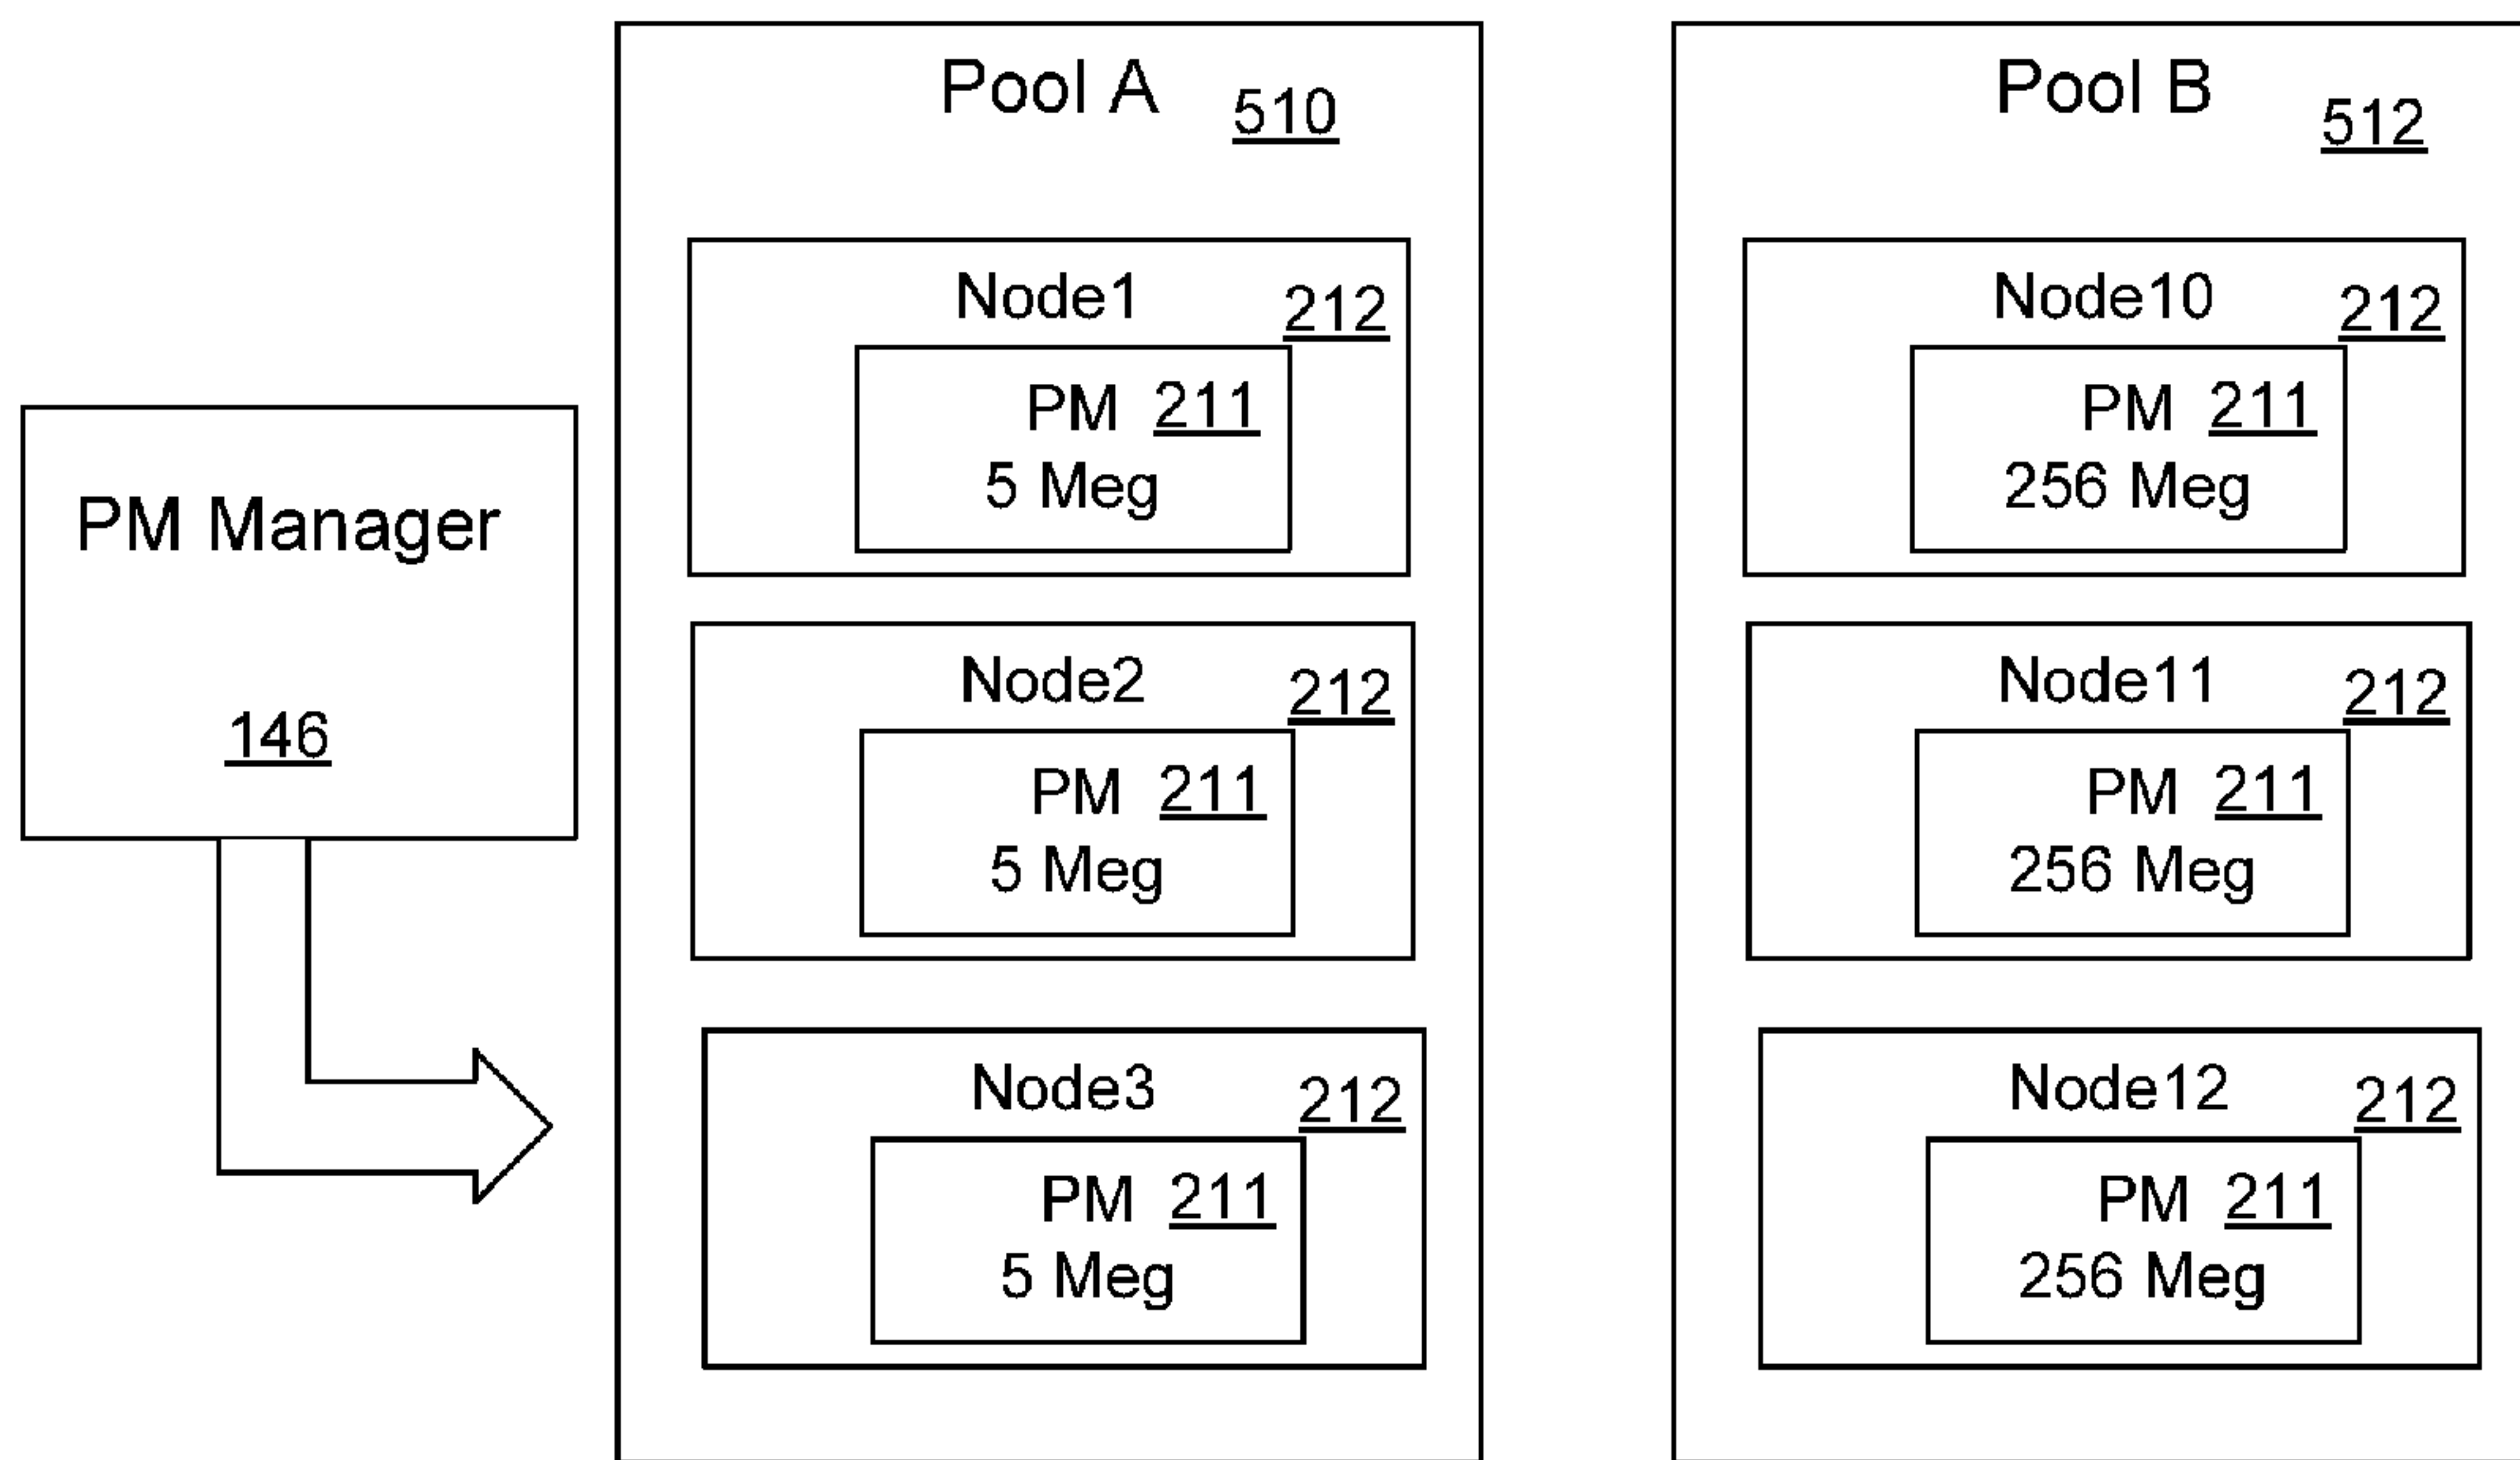 PM Manager
146
Pool A 510
Node1 212
PM 211
5 Meg
Node2 212
PM 211
5 Meg
Node3 212
PM 211
5 Meg
Pool B 512
Node10 212
PM 211
256 Meg
Node11 212
PM 211
256 Meg
Node12 212
PM 211
256 Meg